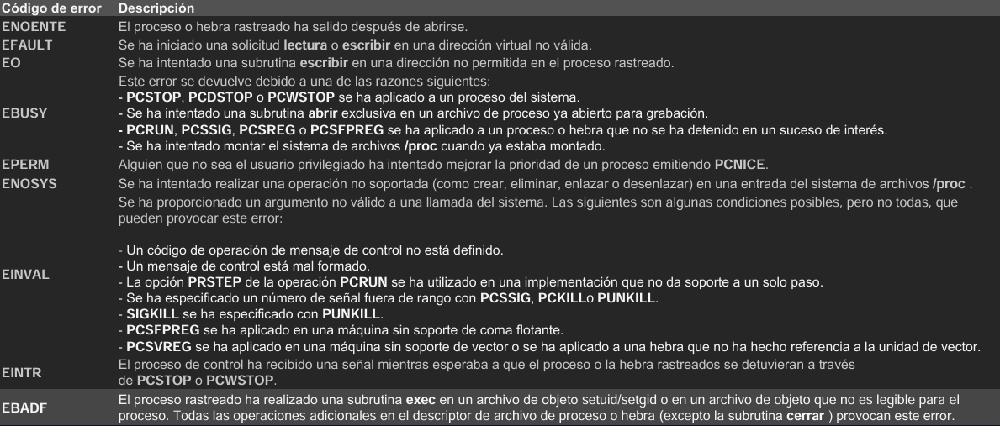 Código de error Descripción
ENOENTE El proceso o hebra rastreado ha salido después de abrirse.
EFAULT Se ha iniciado una solicitud lectura o escribir en una dirección virtual no válida.
EO Se ha intentado una subrutina escribir en una dirección no permitida en el proceso rastreado.
Este error se devuelve debido a una de las razones siguientes:
- PCSTOP, PCDSTOP o PCWSTOP se ha aplicado a un proceso del sistema.
EBUSY - Se ha intentado una subrutina abrir exclusiva en un archivo de proceso ya abierto para grabación.
- PCRUN, PCSSIG, PCSREG o PCSFPREG se ha aplicado a un proceso o hebra que no se ha detenido en un suceso de interés.
- Se ha intentado montar el sistema de archivos /proc cuando ya estaba montado.
EPERM Alguien que no sea el usuario privilegiado ha intentado mejorar la prioridad de un proceso emitiendo PCNICE.
ENOSYS Se ha intentado realizar una operación no soportada (como crear, eliminar, enlazar o desenlazar) en una entrada del sistema de archivos /proc .
Se ha proporcionado un argumento no válido a una llamada del sistema. Las siguientes son algunas condiciones posibles, pero no todas, que
pueden provocar este error:
- Un código de operación de mensaje de control no está definido.
- Un mensaje de control está mal formado.
EINVAL - La opción PRSTEP de la operación PCRUN se ha utilizado en una implementación que no da soporte a un solo paso.
- Se ha especificado un número de señal fuera de rango con PCSSIG, PCKILLo PUNKILL.
- SIGKILL se ha especificado con PUNKILL.
- PCSFPREG se ha aplicado en una máquina sin soporte de coma flotante.
- PCSVREG se ha aplicado en una máquina sin soporte de vector o se ha aplicado a una hebra que no ha hecho referencia a la unidad de vector.
EINTR El proceso de control ha recibido una señal mientras esperaba a que el proceso o la hebra rastreados se detuvieran a través
de PCSTOP o PCWSTOP.
EBADF El proceso rastreado ha realizado una subrutina exec en un archivo de objeto setuid/setgid o en un archivo de objeto que no es legible para el
proceso. Todas las operaciones adicionales en el descriptor de archivo de proceso o hebra (excepto la subrutina cerrar ) provocan este error.